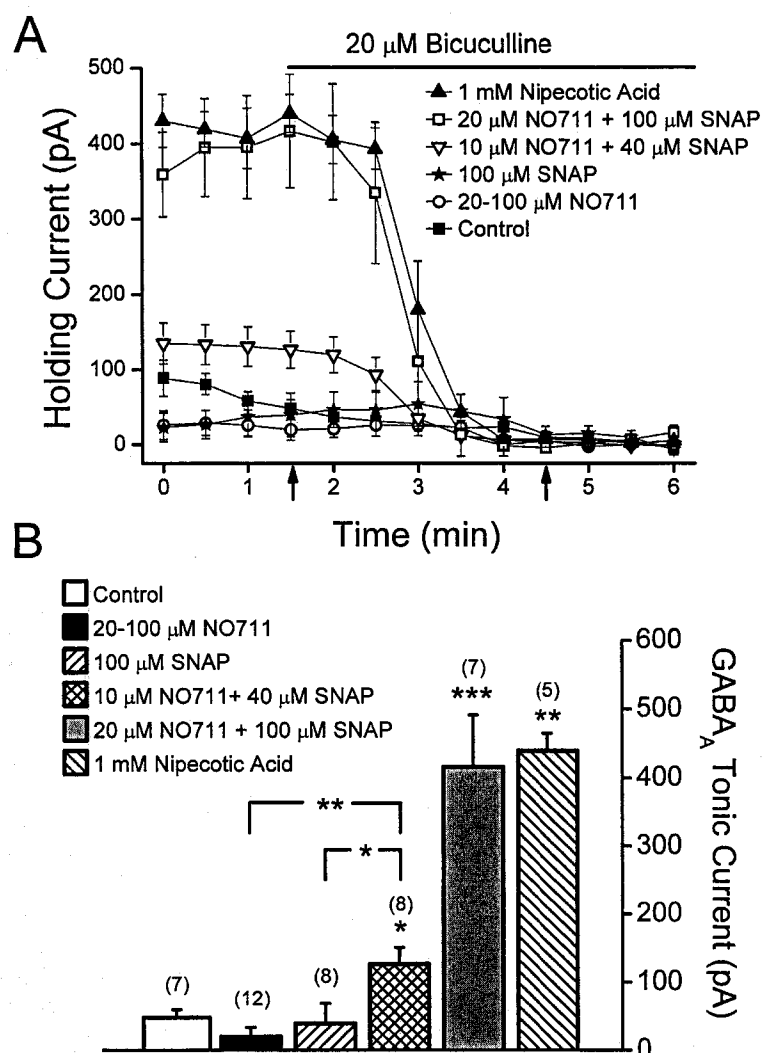 A
20 μM Bicuculline
500
400
300
200
100
0
Holding Current (pA)
1 mM Nipecotic Acid
20 μM NO711 + 100 μM SNAP
10 μM NO711 + 40 μM SNAP
100 μM SNAP
20-100 μM NO711
Control
0 1 2 3 4 5 6
Time (min)
B
Control
20-100 μM NO711
100 μM SNAP
10 μM NO711+ 40 μM SNAP
20 μM NO711 + 100 μM SNAP
1 mM Nipecotic Acid
(7)
(12)
(8)
**
*
(8)
*
(7)
***
(5)
**
600
500
400
300
200
100
0
GABA_A Tonic Current (pA)